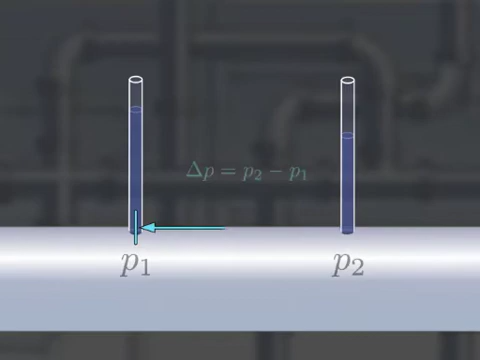 Δp = p₂ − p₁
p₁ p₂